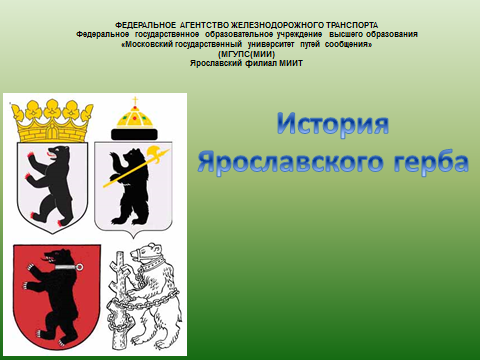 ФЕДЕРАЛЬНОЕ АГЕНТСТВО ЖЕЛЕЗНОДОРОЖНОГО ТРАНСПОРТА
Федеральное государственное образовательное учреждение высшего образования
«Московский государственный университет путей сообщения»
(МГУПС(МИИ)
Ярославский филиал МИИТ
История
Ярославского герба